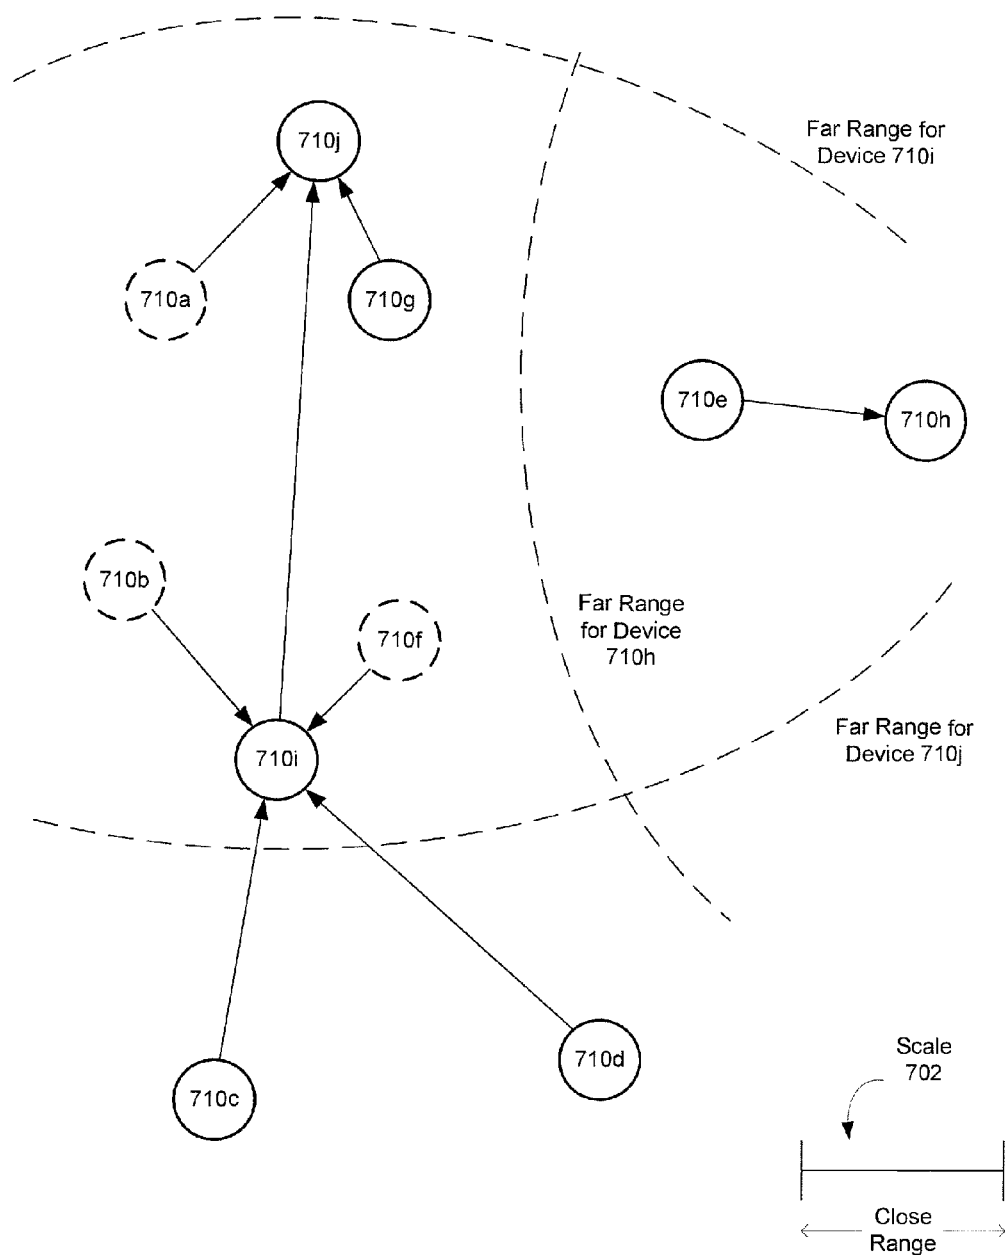 710j
Far Range for
Device 710i
710a
710g
710e
710h
710b
710f
Far Range
for Device
710h
710i
Far Range for
Device 710j
710c
710d
Scale
702
Close
Range